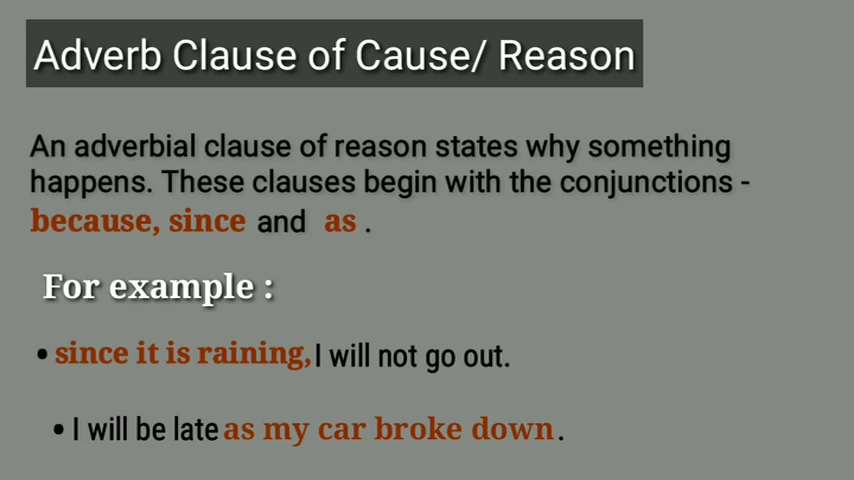 Adverb Clause of Cause/ Reason
An adverbial clause of reason states why something
happens. These clauses begin with the conjunctions -
because, since and as .
For example :
• since it is raining, I will not go out.
• I will be late as my car broke down .